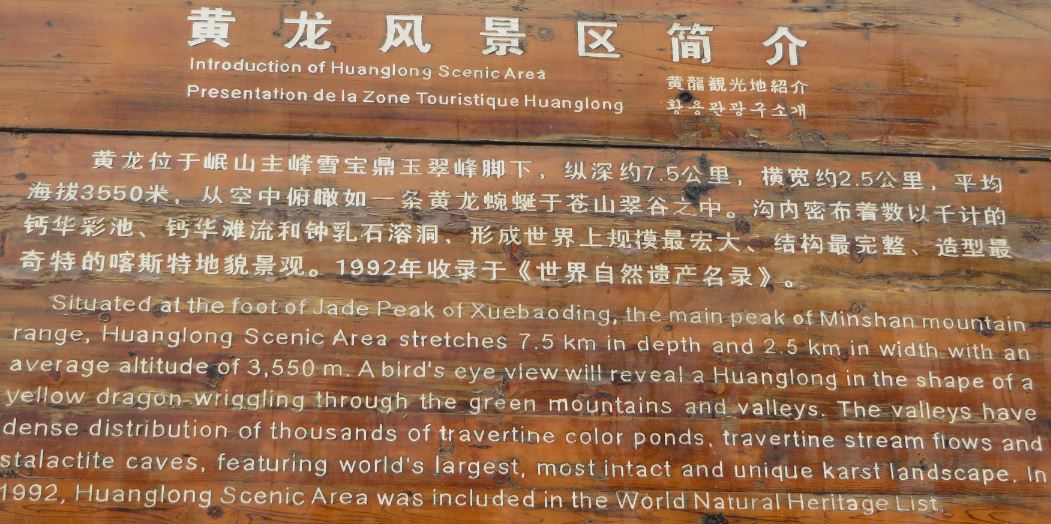 黄龙风景区简介
Introduction of Huanglong Scenic Area
Presentation de la Zone Touristique Huanglong
黄龍観光地紹介
황룡관광구소개
黄龙位于岷山主峰雪宝鼎玉翠峰脚下，纵深约7.5公里，横宽约2.5公里，平均
海拔3550米，从空中俯瞰如一条黄龙蜿蜒于苍山翠谷之中。沟内密布着数以千计的
钙华彩池、钙华滩流和钟乳石溶洞，形成世界上规模最宏大、结构最完整、造型最
奇特的喀斯特地貌景观。1992年收录于《世界自然遗产名录》。
Situated at the foot of Jade Peak of Xuebaoding, the main peak of Minshan mountain
range, Huanglong Scenic Area stretches 7.5 km in depth and 2.5 km in width with an
average altitude of 3,550 m. A bird's eye view will reveal a Huanglong in the shape of a
yellow dragon wriggling through the green mountains and valleys. The valleys have
dense distribution of thousands of travertine color ponds, travertine stream flows and
stalactite caves, featuring world's largest, most intact and unique karst landscape. In
1992, Huanglong Scenic Area was included in the World Natural Heritage List.